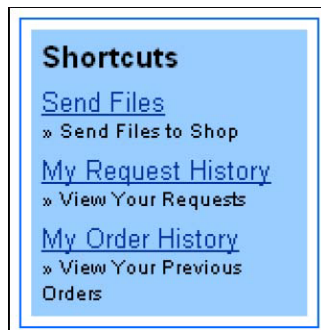 Shortcuts
Send Files
» Send Files to Shop
My Request History
» View Your Requests
My Order History
» View Your Previous
Orders